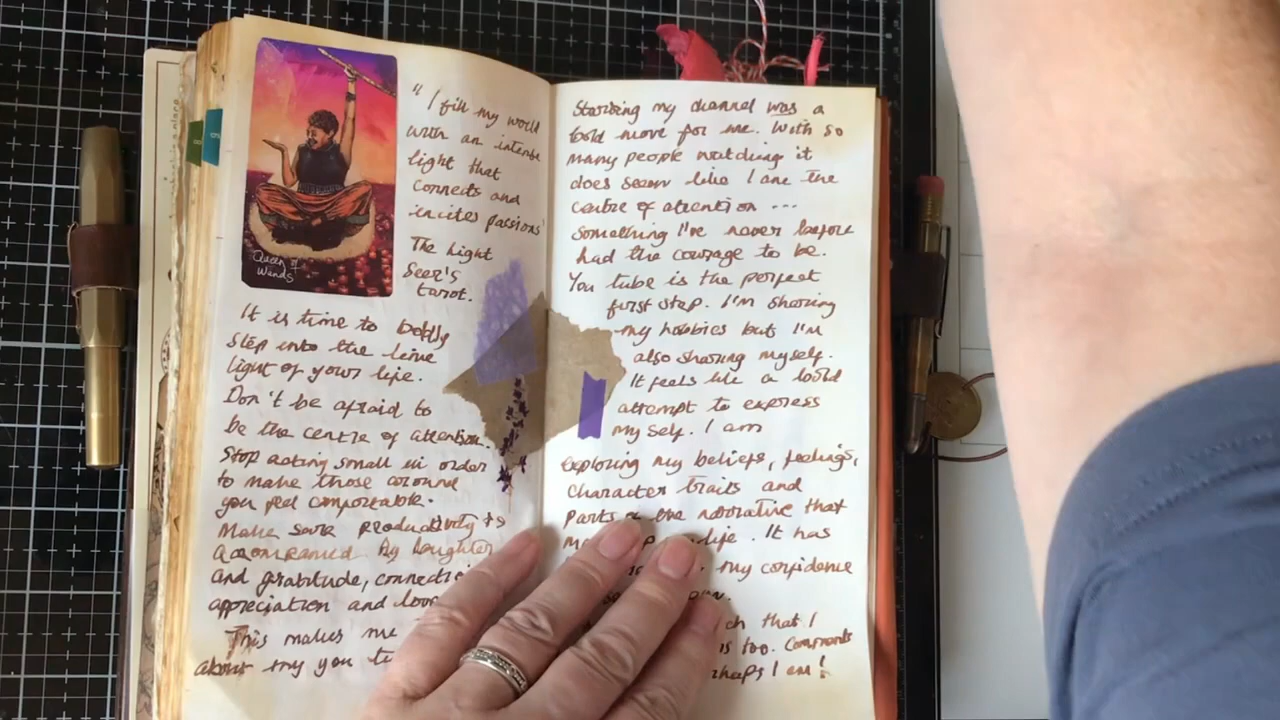 Queen of
Wands
"I fill my world
with an intense
light that
connects and
incites passions"
The Light
Seer's
tarot.
It is time to boldly
step into the lime
light of your life.
Don't be afraid to
be the centre of attention.
Stop acting small in order
to make those around
you feel comfortable.
Make sure productivity is
accompanied by laughter
and gratitude,
appreciation and
This makes me
about my you
Starting my channel was a
bold move for me. With so
many people watching it
does seem like I am the
centre of attention ...
Something I've never before
had the courage to be.
You tube is the perfect
first step. I'm sharing
my hobbies but I'm
also sharing myself.
It feels like a bold
attempt to express
myself. I am
exploring my beliefs, feelings,
character traits and
parts of the narrative that
life. It has
my confidence
that I
too. Comments
I am!